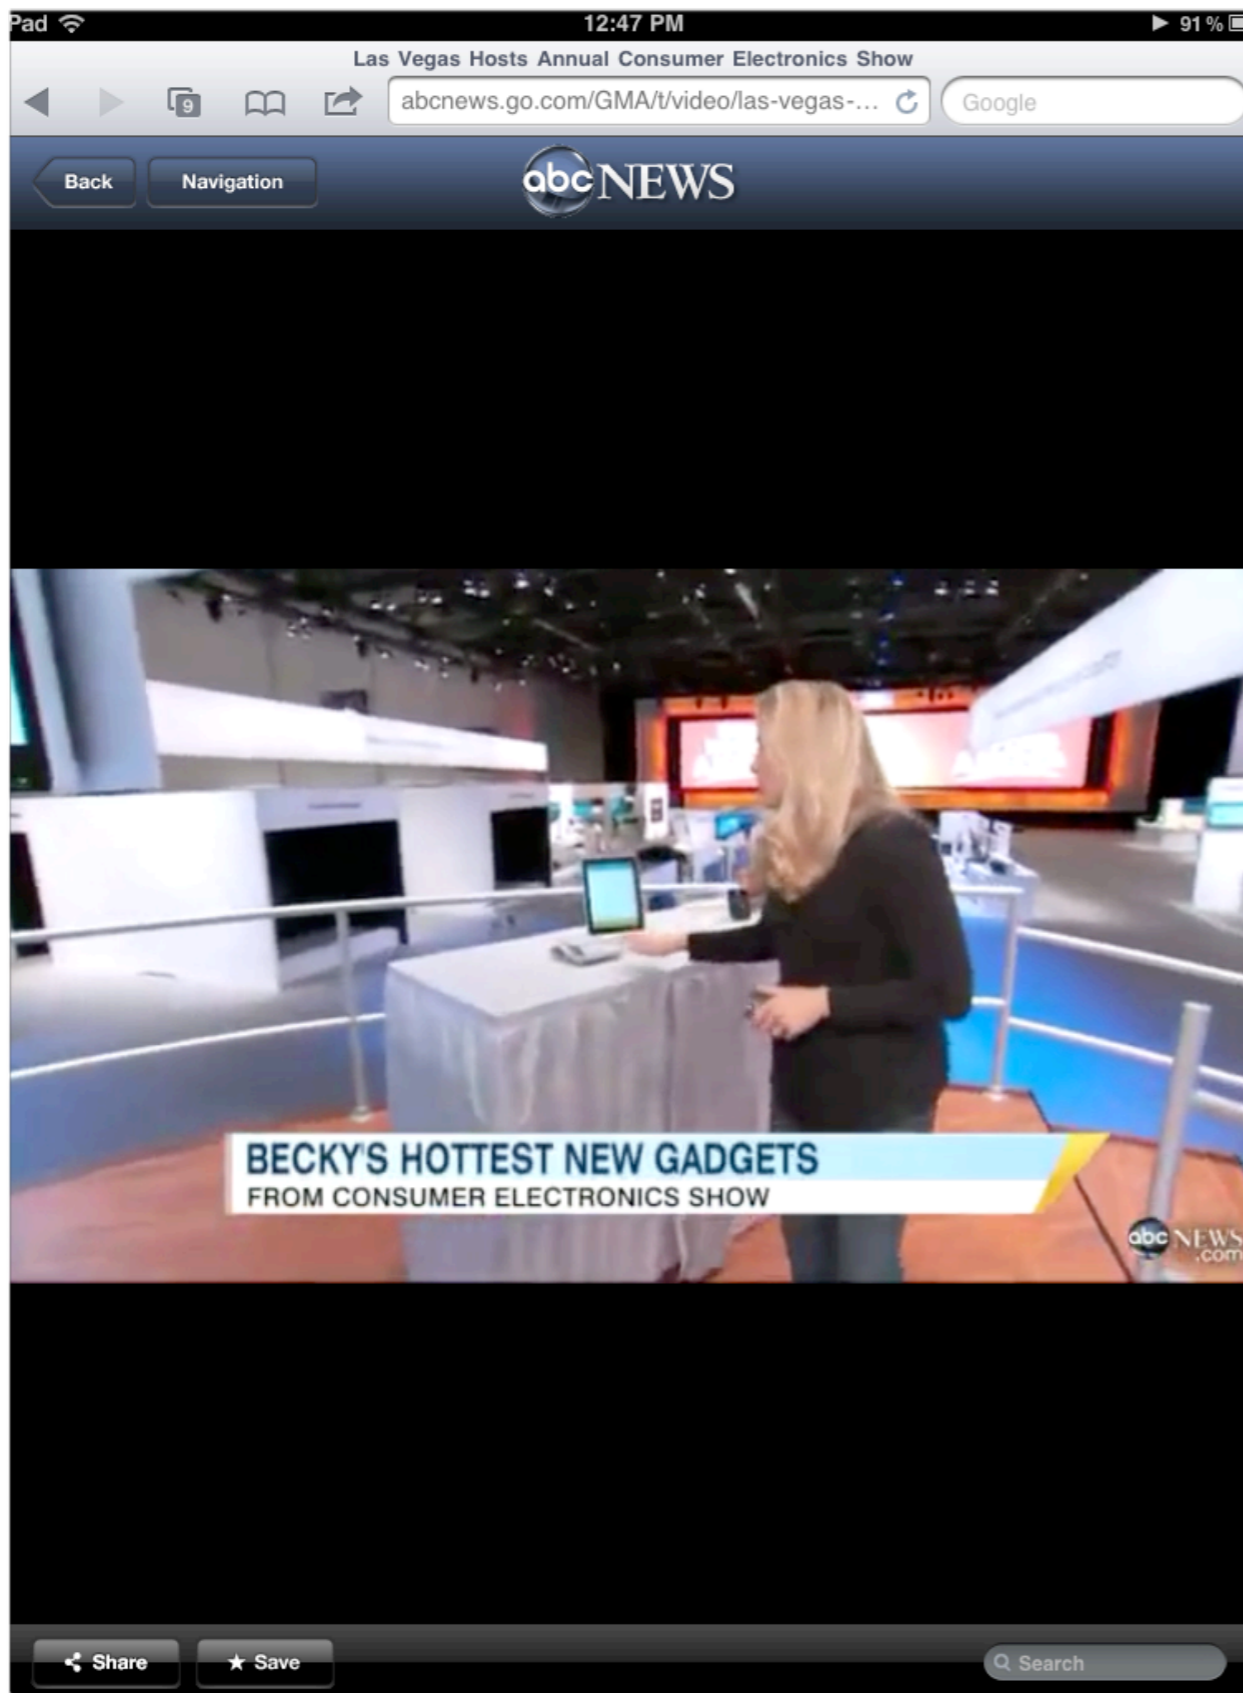 Pad 12:47 PM 91%
Las Vegas Hosts Annual Consumer Electronics Show
9 abcnews.go.com/GMA/t/video/las-vegas-... Google
Back Navigation abc NEWS
BECKY'S HOTTEST NEW GADGETS
FROM CONSUMER ELECTRONICS SHOW
abc NEWS
.com
Share Save Search